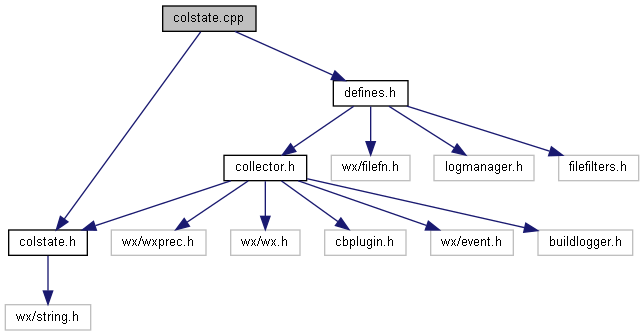 colstate.cpp
defines.h
collector.h
wx/filefn.h
logmanager.h
filefilters.h
colstate.h
wx/wxprec.h
wx/wx.h
cbplugin.h
wx/event.h
buildlogger.h
wx/string.h